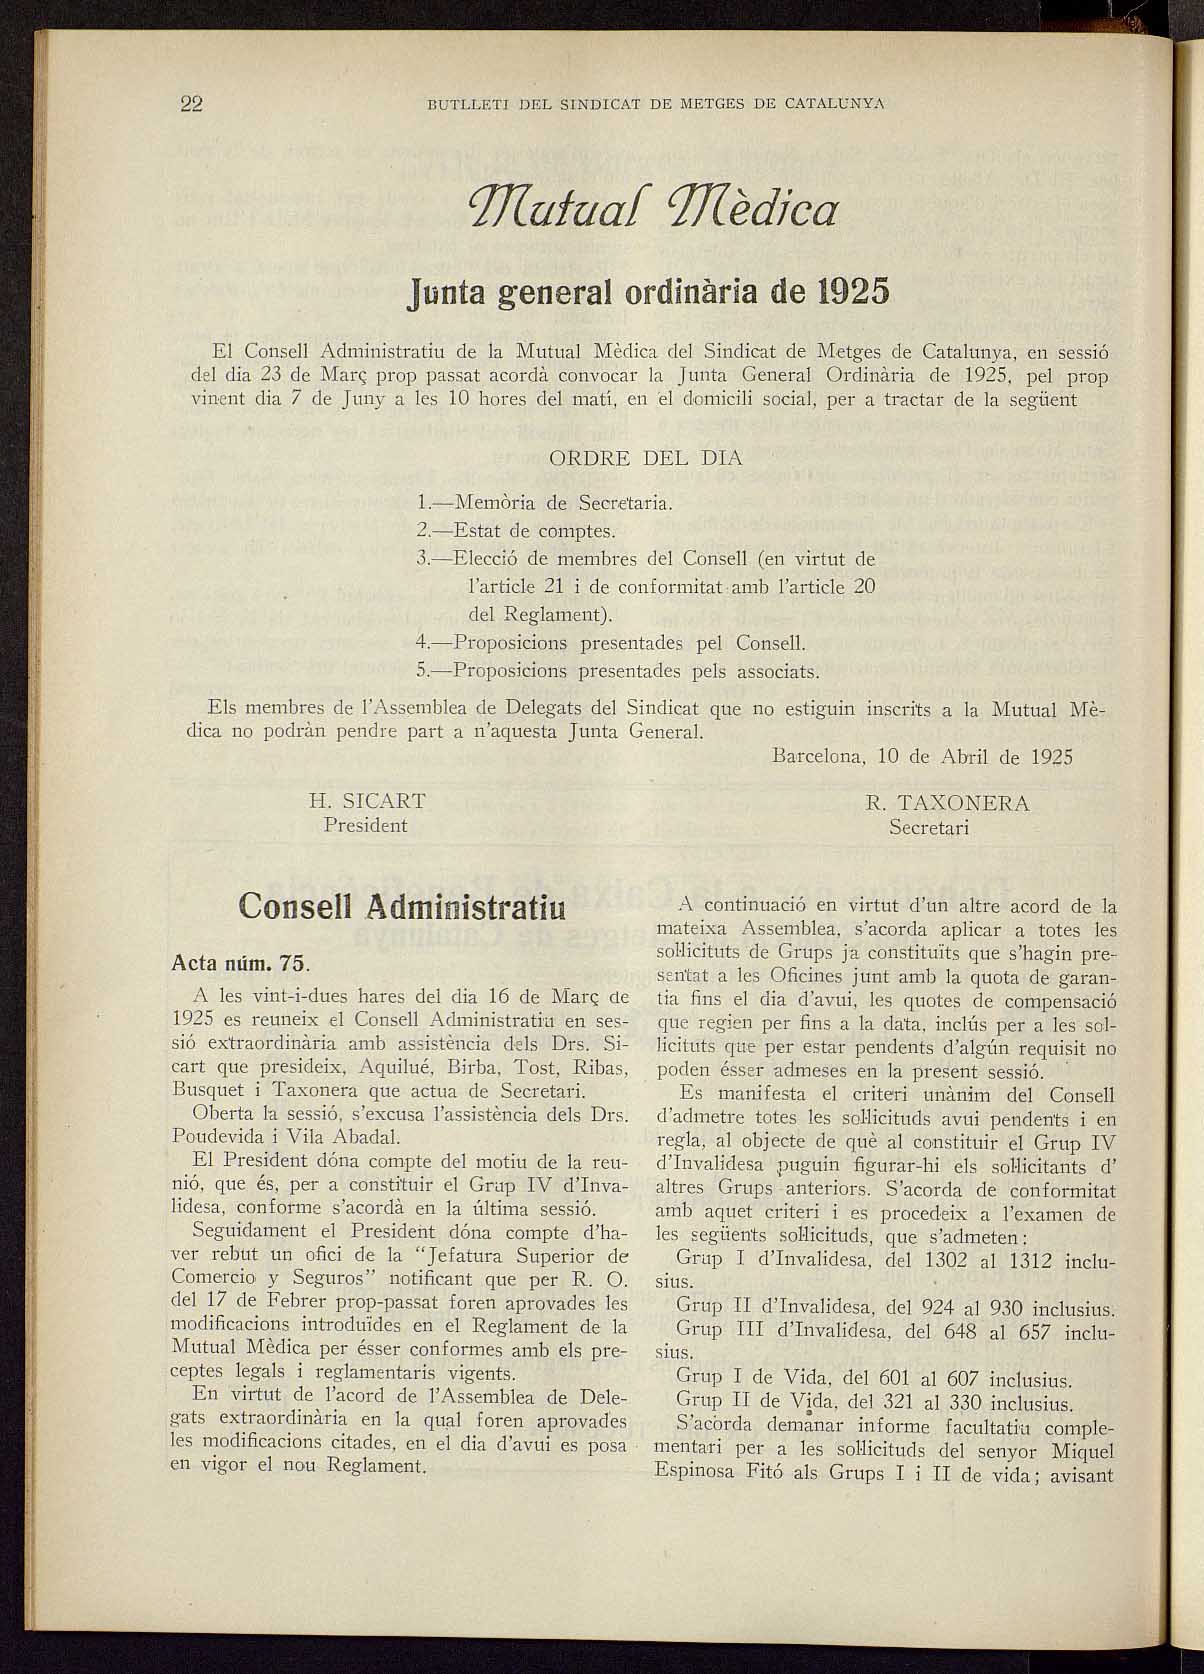 22
BUTLLETI DEL SINDICAT DE METGES DE CATALUNYA
Mutual Mèdica
Junta general ordinària de 1925
El Consell Administratiu de la Mutual Mèdica del Sindicat de Metges de Catalunya, en sessió
del dia 23 de Març prop passat acordà convocar la Junta General Ordinària de 1925, pel prop
vinent dia 7 de Juny a les 10 hores del matí, en el domicili social, per a tractar de la següent
ORDRE DEL DIA
1.—Memòria de Secretaria.
2.—Estat de comptes.
3.—Elecció de membres del Consell (en virtut de
l'article 21 i de conformitat amb l'article 20
del Reglament).
4.—Proposicions presentades pel Consell.
5.—Proposicions presentades pels associats.
Els membres de l'Assemblea de Delegats del Sindicat que no estiguin inscrits a la Mutual Mè-
dica no podràn pendre part a n'aquesta Junta General.
Barcelona, 10 de Abril de 1925
H. SICART
President
R. TAXONERA
Secretari
Consell Administratiu
Acta núm. 75.
A les vint-i-dues hares del dia 16 de Març de
1925 es reuneix el Consell Administratiu en ses-
sió extraordinària amb assistència dels Drs. Si-
cart que presideix, Aquilué, Birba, Tost, Ribas,
Busquet i Taxonera que actua de Secretari.
Oberta la sessió, s'excusa l'assistència dels Drs.
Poudevida i Vila Abadal.
El President dóna compte del motiu de la reu-
nió, que és, per a constituir el Grup IV d'Inva-
lidesa, conforme s'acordà en la última sessió.
Seguidament el President dóna compte d'ha-
ver rebut un ofici de la "Jefatura Superior de
Comercio y Seguros" notificant que per R. O.
del 17 de Febrer prop-passat foren aprovades les
modificacions introduïdes en el Reglament de la
Mutual Mèdica per ésser conformes amb els pre-
ceptes legals i reglamentaris vigents.
En virtut de l'acord de l'Assemblea de Dele-
gats extraordinària en la qual foren aprovades
les modificacions citades, en el dia d'avui es posa
en vigor el nou Reglament.
A continuació en virtut d'un altre acord de la
mateixa Assemblea, s'acorda aplicar a totes les
sol·licituts de Grups ja constituïts que s'hagin pre-
sentat a les Oficines junt amb la quota de garan-
tia fins el dia d'avui, les quotes de compensació
que regien per fins a la data, inclús per a les sol-
licituts que per estar pendents d'algún requisit no
poden ésser admeses en la present sessió.
Es manifesta el criteri unànim del Consell
d'admetre totes les sol·licituds avui pendents i en
regla, al objecte de què al constituir el Grup IV
d'Invalidesa puguin figurar-hi els sol·licitants d'
altres Grups anteriors. S'acorda de conformitat
amb aquet criteri i es procedeix a l'examen de
les següents sol·licituds, que s'admeten:
Grup I d'Invalidesa, del 1302 al 1312 inclu-
sius.
Grup II d'Invalidesa, del 924 al 930 inclusius.
Grup III d'Invalidesa, del 648 al 657 inclu-
sius.
Grup I de Vida, del 601 al 607 inclusius.
Grup II de Vida, del 321 al 330 inclusius.
S'acorda demanar informe facultatiu comple-
mentari per a les sol·licituds del senyor Miquel
Espinosa Fitó als Grups I i II de vida; avisant